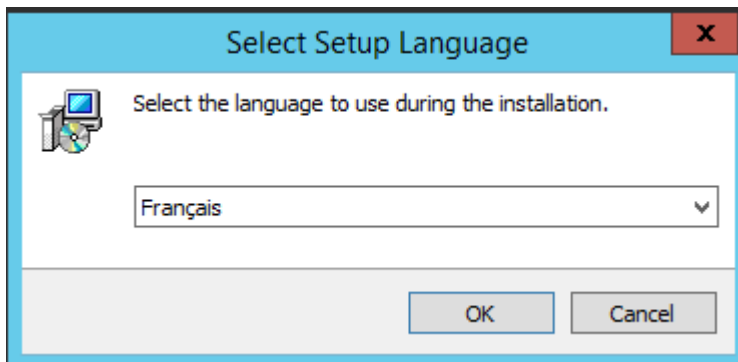 Select Setup Language
x
Select the language to use during the installation.
Français
OK Cancel